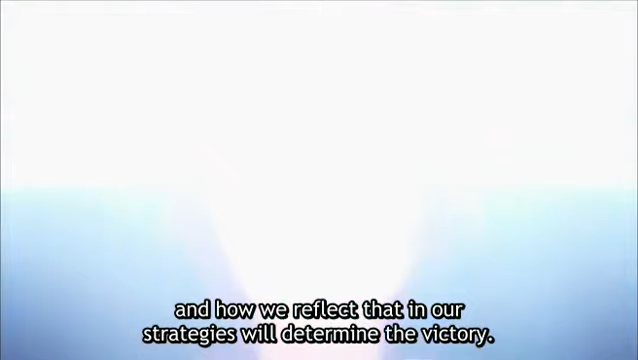 and how we reflect that in our
strategies will determine the victory.